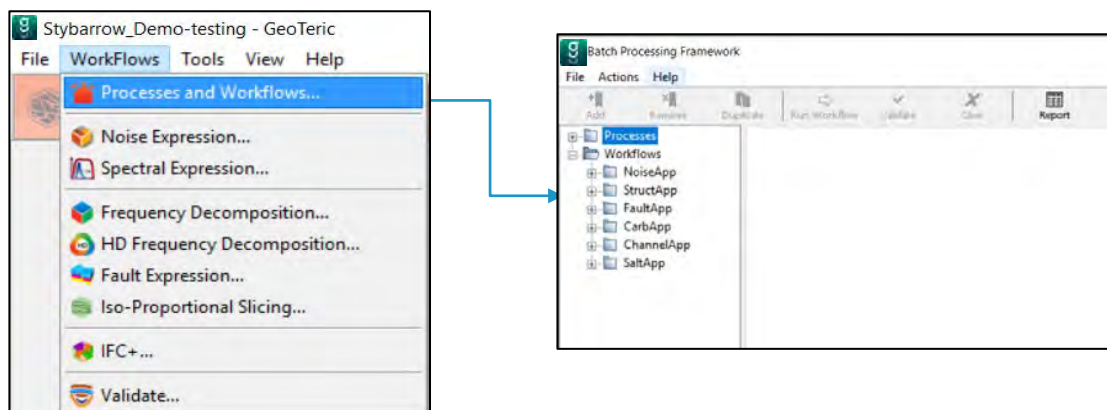 Stybarrow_Demo-testing - GeoTeric
File WorkFlows Tools View Help
Processes and Workflows...
Noise Expression...
Spectral Expression...
Frequency Decomposition...
HD Frequency Decomposition...
Fault Expression...
Iso-Proportional Slicing...
IFC+...
Validate...
Batch Processing Framework
File Actions Help
Add Remove Duplicate Run Workflow Validate Clear Report
Processes
Workflows
NoiseApp
StructApp
FaultApp
CarbApp
ChannelApp
SaltApp